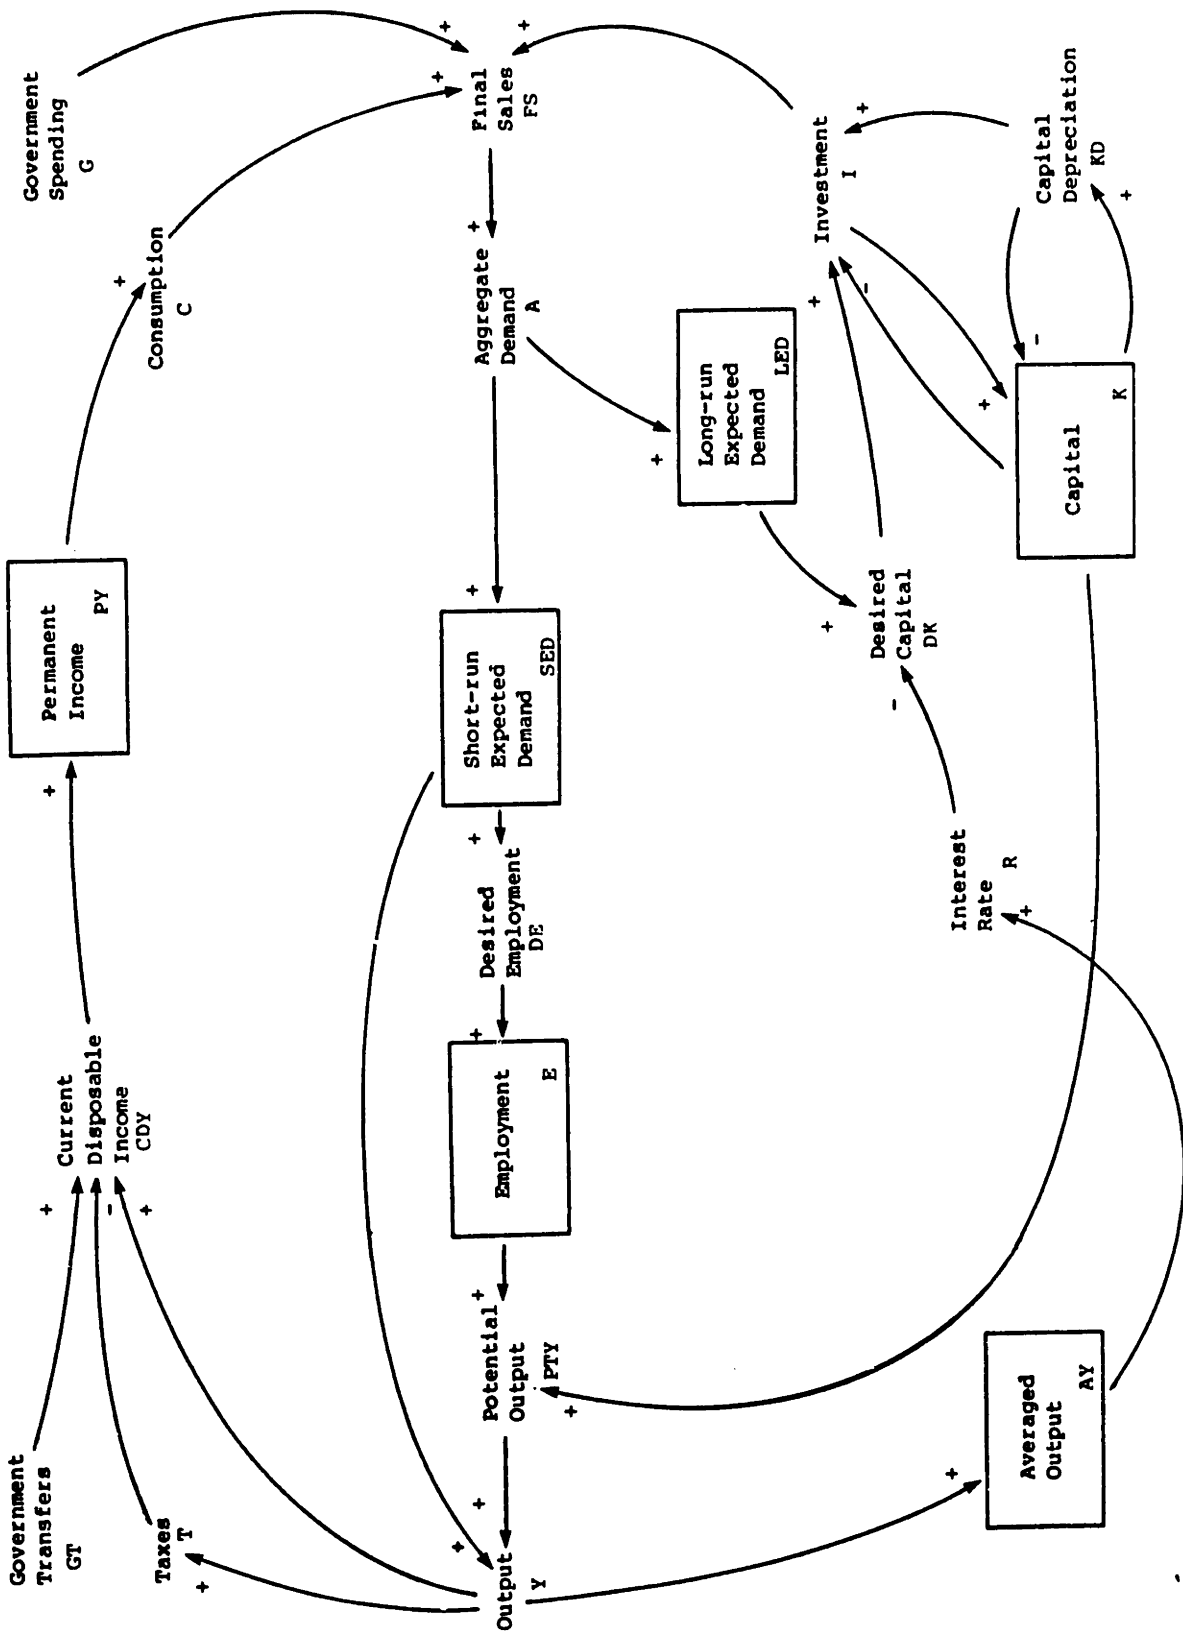 Government
Transfers
GT
+
Current
Disposable
Income
CDY
-
+
+
Permanent
Income
PY
+
Consumption
C
Government
Spending
G
Taxes
T
+
+
+
Final
Sales
FS
+
Output
Y
+
+
Potential
Output
PTY
+
+
Employment
E
+
Desired
Employment
DE
+
Short-run
Expected
Demand
SED
+
Aggregate
Demand
A
+
+
Long-run
Expected
Demand
LED
+
Desired
Capital
DK
-
Investment
I
+
-
+
Averaged
Output
AY
+
Interest
Rate
R
+
Capital
K
+
-
Capital
Depreciation
KD
+